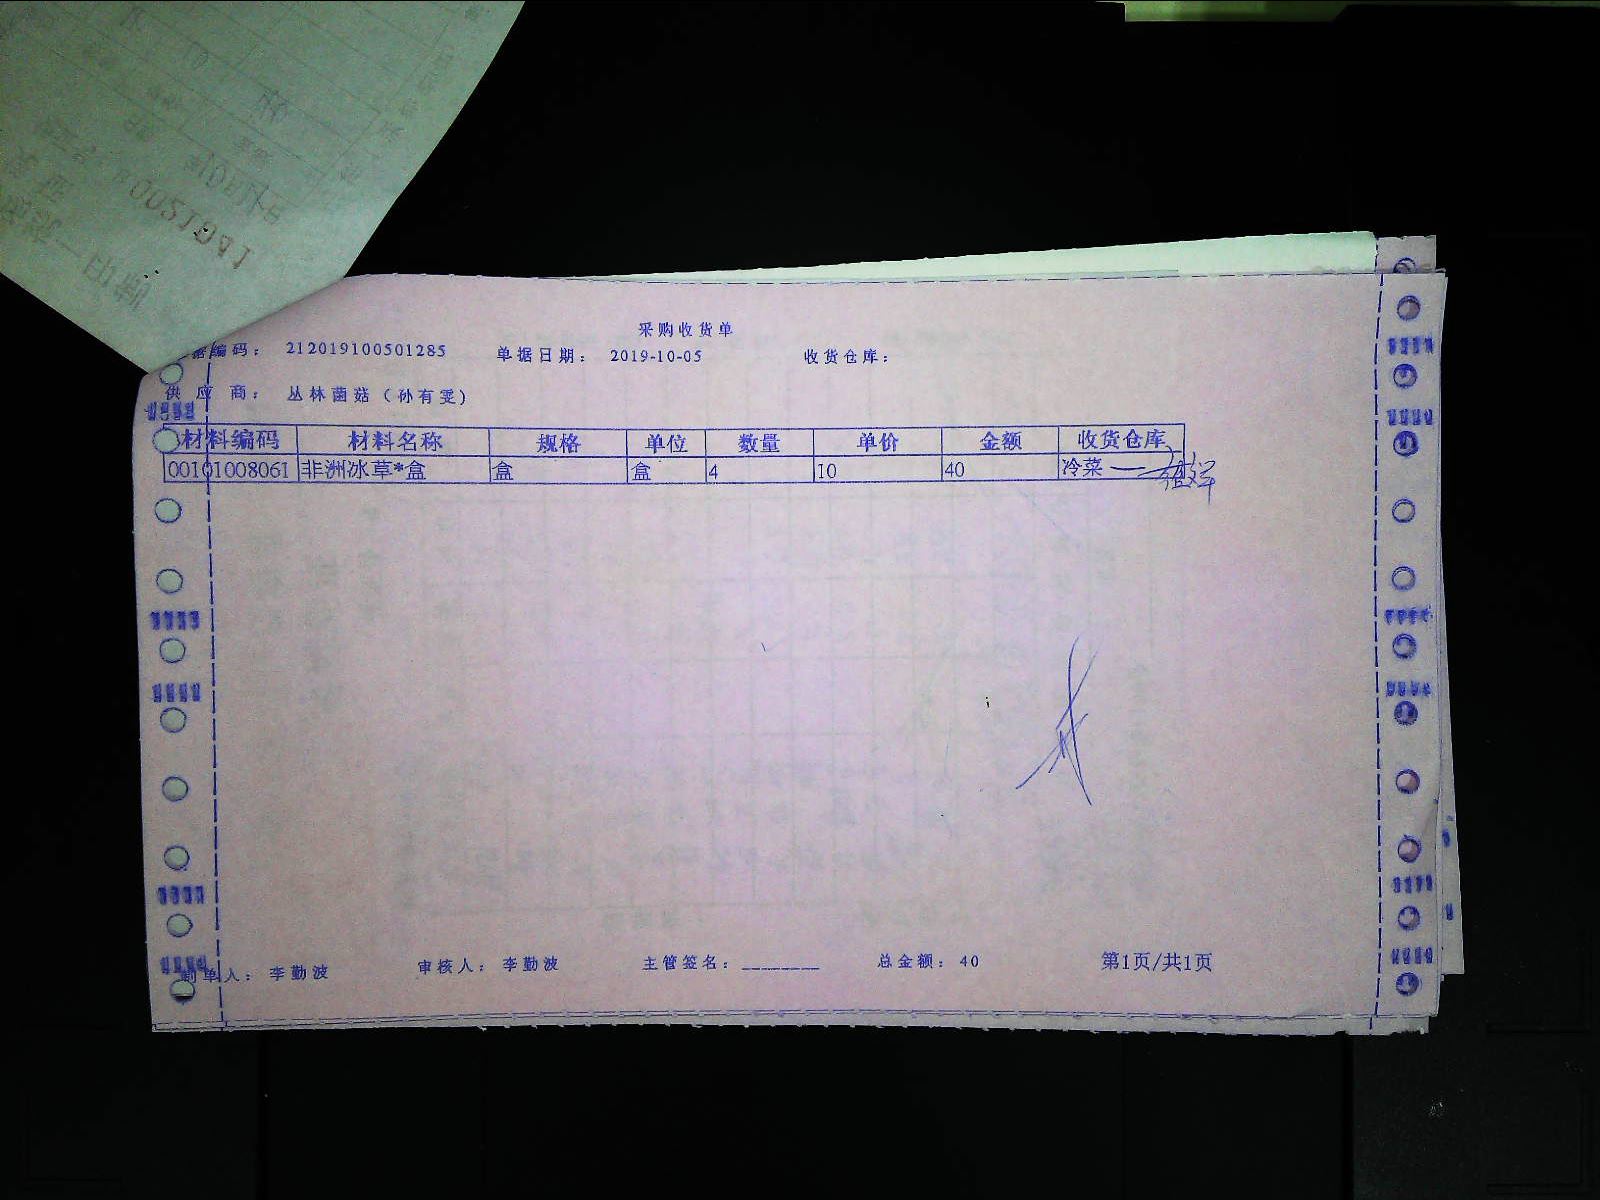 采购收货单
据编码： 212019100501285 单据日期： 2019-10-05 收货仓库：
供应商： 丛林菌菇（孙有雯）
材料编码 材料名称 规格 单位 数量 单价 金额 收货仓库
00101008061 非洲冰草*盒 盒 盒 4 10 40 冷菜
制单人： 李勤波 审核人： 李勤波 主管签名：________ 总金额： 40 第1页/共1页